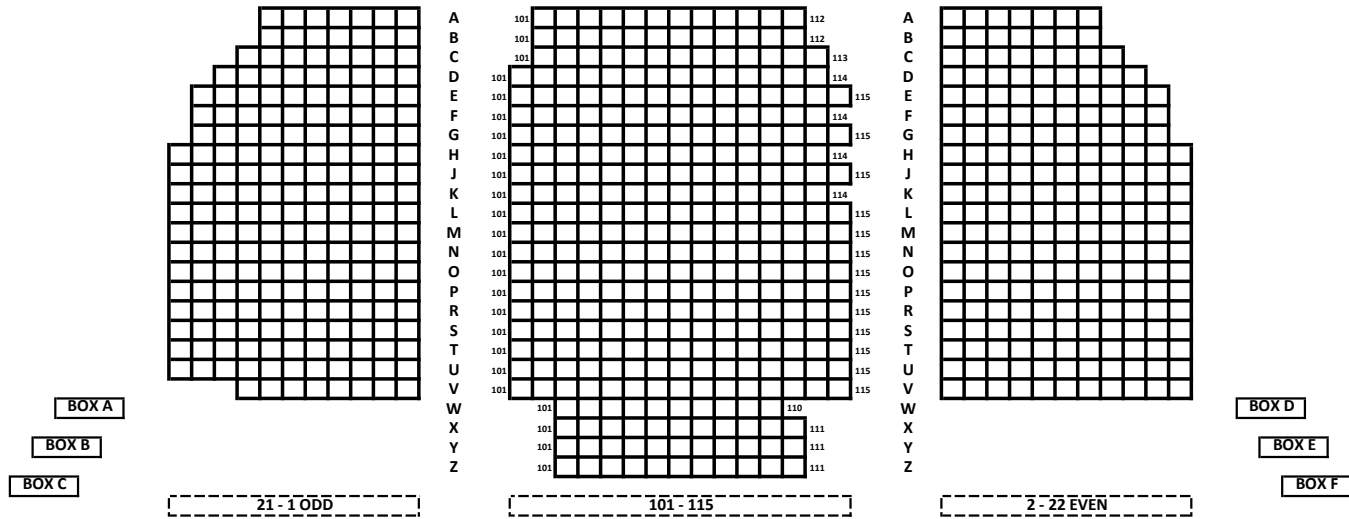 A 101 112 A
B 101 112 B
C 101 113 C
D 101 114 D
E 101 115 E
F 101 114 F
G 101 115 G
H 101 114 H
J 101 115 J
K 101 114 K
L 101 115 L
M 101 115 M
N 101 115 N
O 101 115 O
P 101 115 P
R 101 115 R
S 101 115 S
T 101 115 T
U 101 115 U
V 101 115 V
BOX A W 101 110 W BOX D
X 101 111 X
BOX B Y 101 111 Y BOX E
Z 101 111 Z
BOX C BOX F
21 - 1 ODD 101 - 115 2 - 22 EVEN